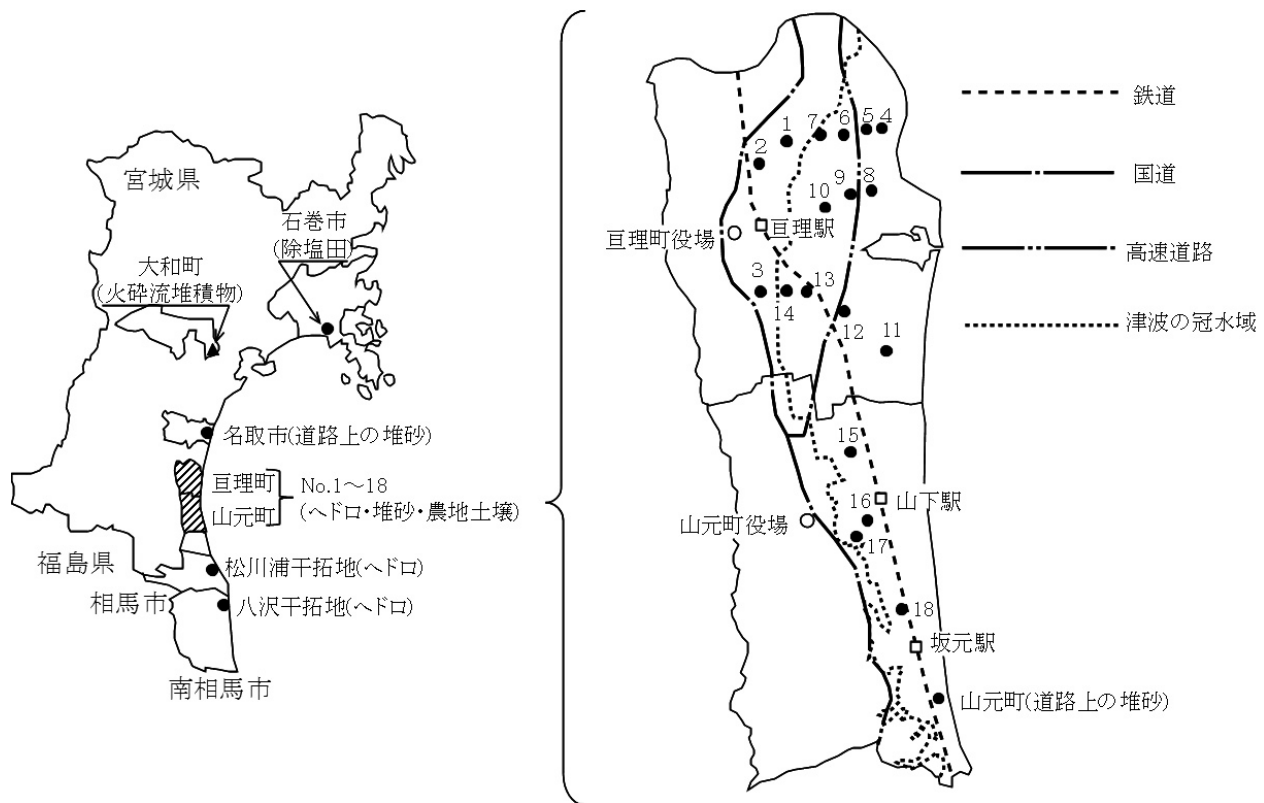 宮城県
石巻市
(除塩田)
大和町
(火砕流堆積物)
名取市(道路上の堆砂)
亘理町
山元町
No.1～18
(ヘドロ・堆砂・農地土壌)
福島県
松川浦干拓地(ヘドロ)
相馬市
八沢干拓地(ヘドロ)
南相馬市
1
7
6
5
4
2
9
8
10
亘理町役場
亘理駅
3
14
13
12
11
15
16
山下駅
山元町役場
17
18
坂元駅
山元町(道路上の堆砂)
鉄道
国道
高速道路
津波の冠水域